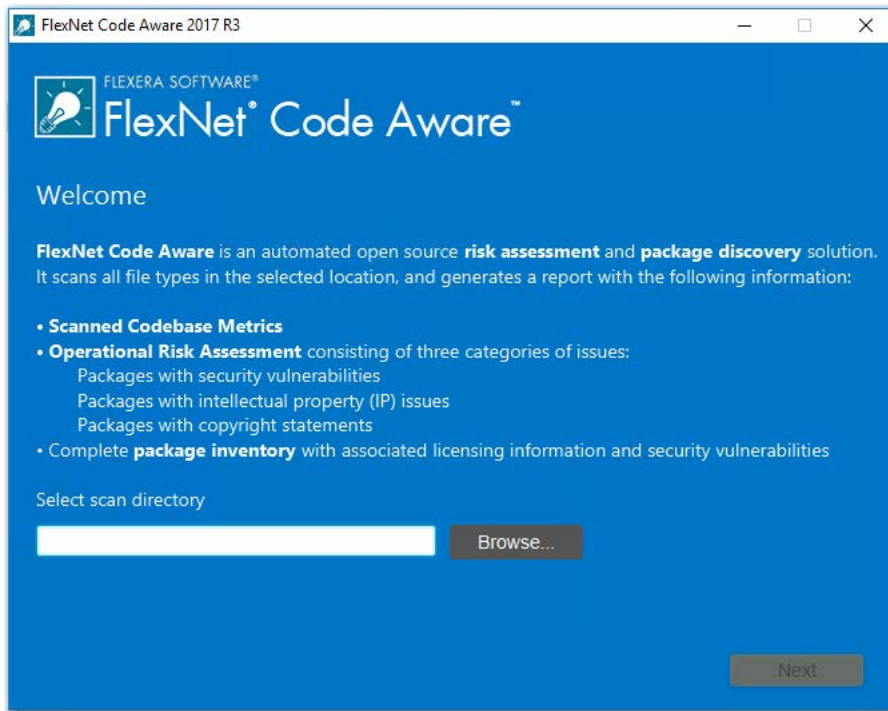 FlexNet Code Aware 2017 R3
FLEXERA SOFTWARE®
FlexNet® Code Aware™
Welcome
FlexNet Code Aware is an automated open source risk assessment and package discovery solution.
It scans all file types in the selected location, and generates a report with the following information:
• Scanned Codebase Metrics
• Operational Risk Assessment consisting of three categories of issues:
Packages with security vulnerabilities
Packages with intellectual property (IP) issues
Packages with copyright statements
• Complete package inventory with associated licensing information and security vulnerabilities
Select scan directory
Browse...
Next